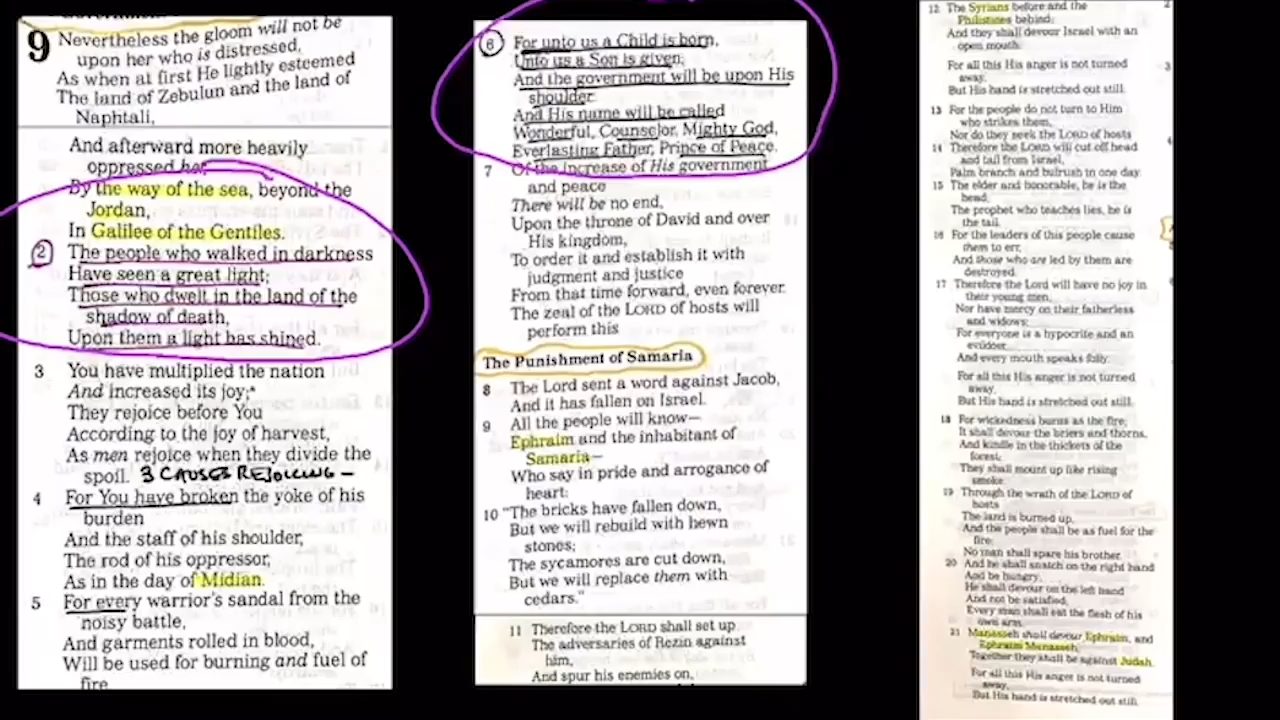 9 Nevertheless the gloom will not be
upon her who is distressed,
As when at first He lightly esteemed
The land of Zebulun and the land of
Naphtali,
And afterward more heavily
oppressed her,
By the way of the sea, beyond the
Jordan,
In Galilee of the Gentiles.
2 The people who walked in darkness
Have seen a great light;
Those who dwelt in the land of the
shadow of death,
Upon them a light has shined.
3 You have multiplied the nation
And increased its joy;*
They rejoice before You
According to the joy of harvest,
As men rejoice when they divide the
spoil. 3 CAUSES REJOICING –
4 For You have broken the yoke of his
burden
And the staff of his shoulder,
The rod of his oppressor,
As in the day of Midian.
5 For every warrior's sandal from the
noisy battle,
And garments rolled in blood,
Will be used for burning and fuel of
fire
6 For unto us a Child is born,
Unto us a Son is given;
And the government will be upon His
shoulder
And His name will be called
Wonderful, Counselor, Mighty God,
Everlasting Father, Prince of Peace.
7 Of the increase of His government
and peace
There will be no end,
Upon the throne of David and over
His kingdom,
To order it and establish it with
judgment and justice
From that time forward, even forever.
The zeal of the LORD of hosts will
perform this
The Punishment of Samaria
8 The Lord sent a word against Jacob,
And it has fallen on Israel.
9 All the people will know—
Ephraim and the inhabitant of
Samaria—
Who say in pride and arrogance of
heart:
10 "The bricks have fallen down,
But we will rebuild with hewn
stones;
The sycamores are cut down,
But we will replace them with
cedars."
11 Therefore the LORD shall set up
The adversaries of Rezin against
him,
And spur his enemies on,
12 The Syrians before and the
Philistines behind;
And they shall devour Israel with an
open mouth.
For all this His anger is not turned
away,
But His hand is stretched out still.
13 For the people do not turn to Him
who strikes them,
Nor do they seek the LORD of hosts
14 Therefore the LORD will cut off head
and tail from Israel,
Palm branch and bulrush in one day.
15 The elder and honorable, he is the
head;
The prophet who teaches lies, he is
the tail.
16 For the leaders of this people cause
them to err,
And those who are led by them are
destroyed.
17 Therefore the Lord will have no joy in
their young men,
Nor have mercy on their fatherless
and widows;
For everyone is a hypocrite and an
evildoer,
And every mouth speaks folly.
For all this His anger is not turned
away,
But His hand is stretched out still.
18 For wickedness burns as the fire;
It shall devour the briers and thorns,
And kindle in the thickets of the
forest;
They shall mount up like rising
smoke.
19 Through the wrath of the LORD of
hosts
The land is burned up,
And the people shall be as fuel for the
fire;
No man shall spare his brother.
20 And he shall snatch on the right hand
And be hungry;
He shall devour on the left hand
And not be satisfied;
Every man shall eat the flesh of his
own arm.
21 Manasseh shall devour Ephraim, and
Ephraim Manasseh;
Together they shall be against Judah.
For all this His anger is not turned
away,
But His hand is stretched out still.